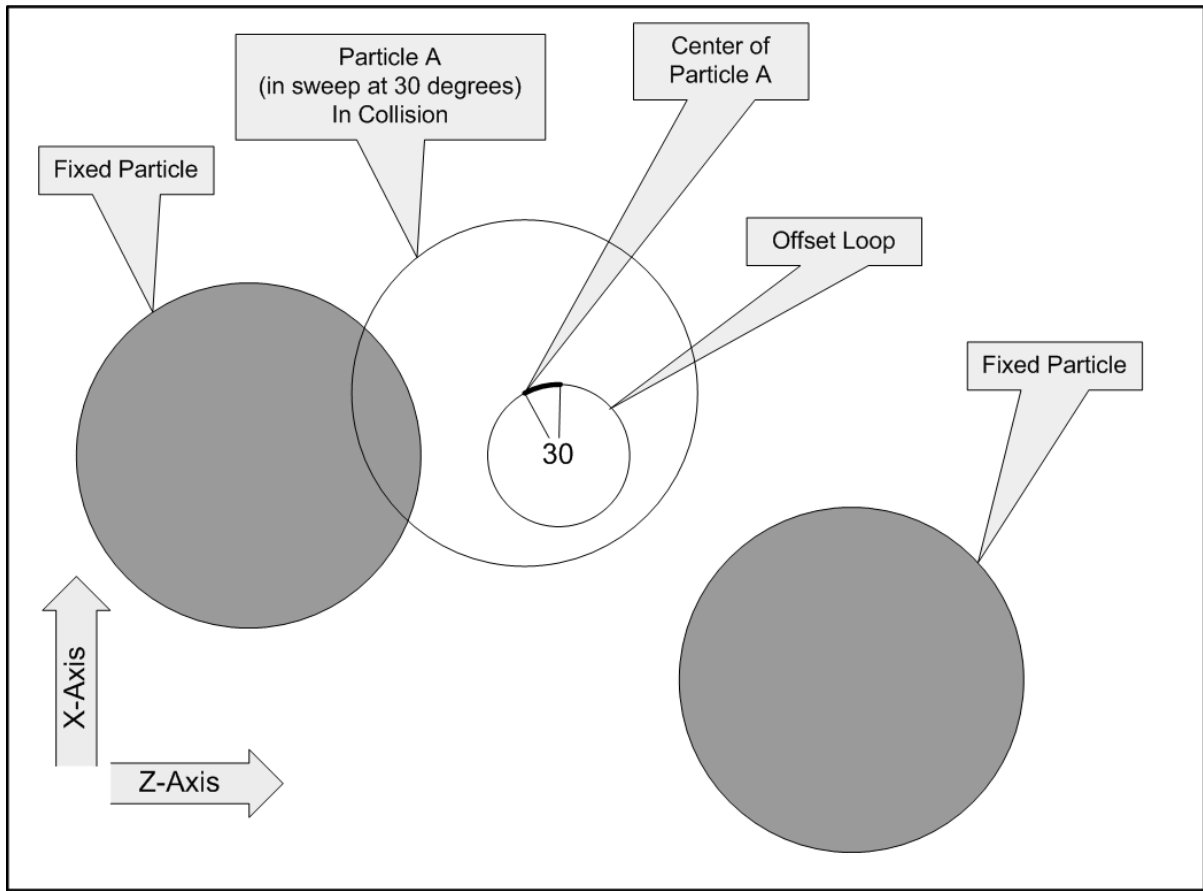 Particle A
(in sweep at 30 degrees)
In Collision
Center of
Particle A
Fixed Particle
Offset Loop
Fixed Particle
30
X-Axis
Z-Axis